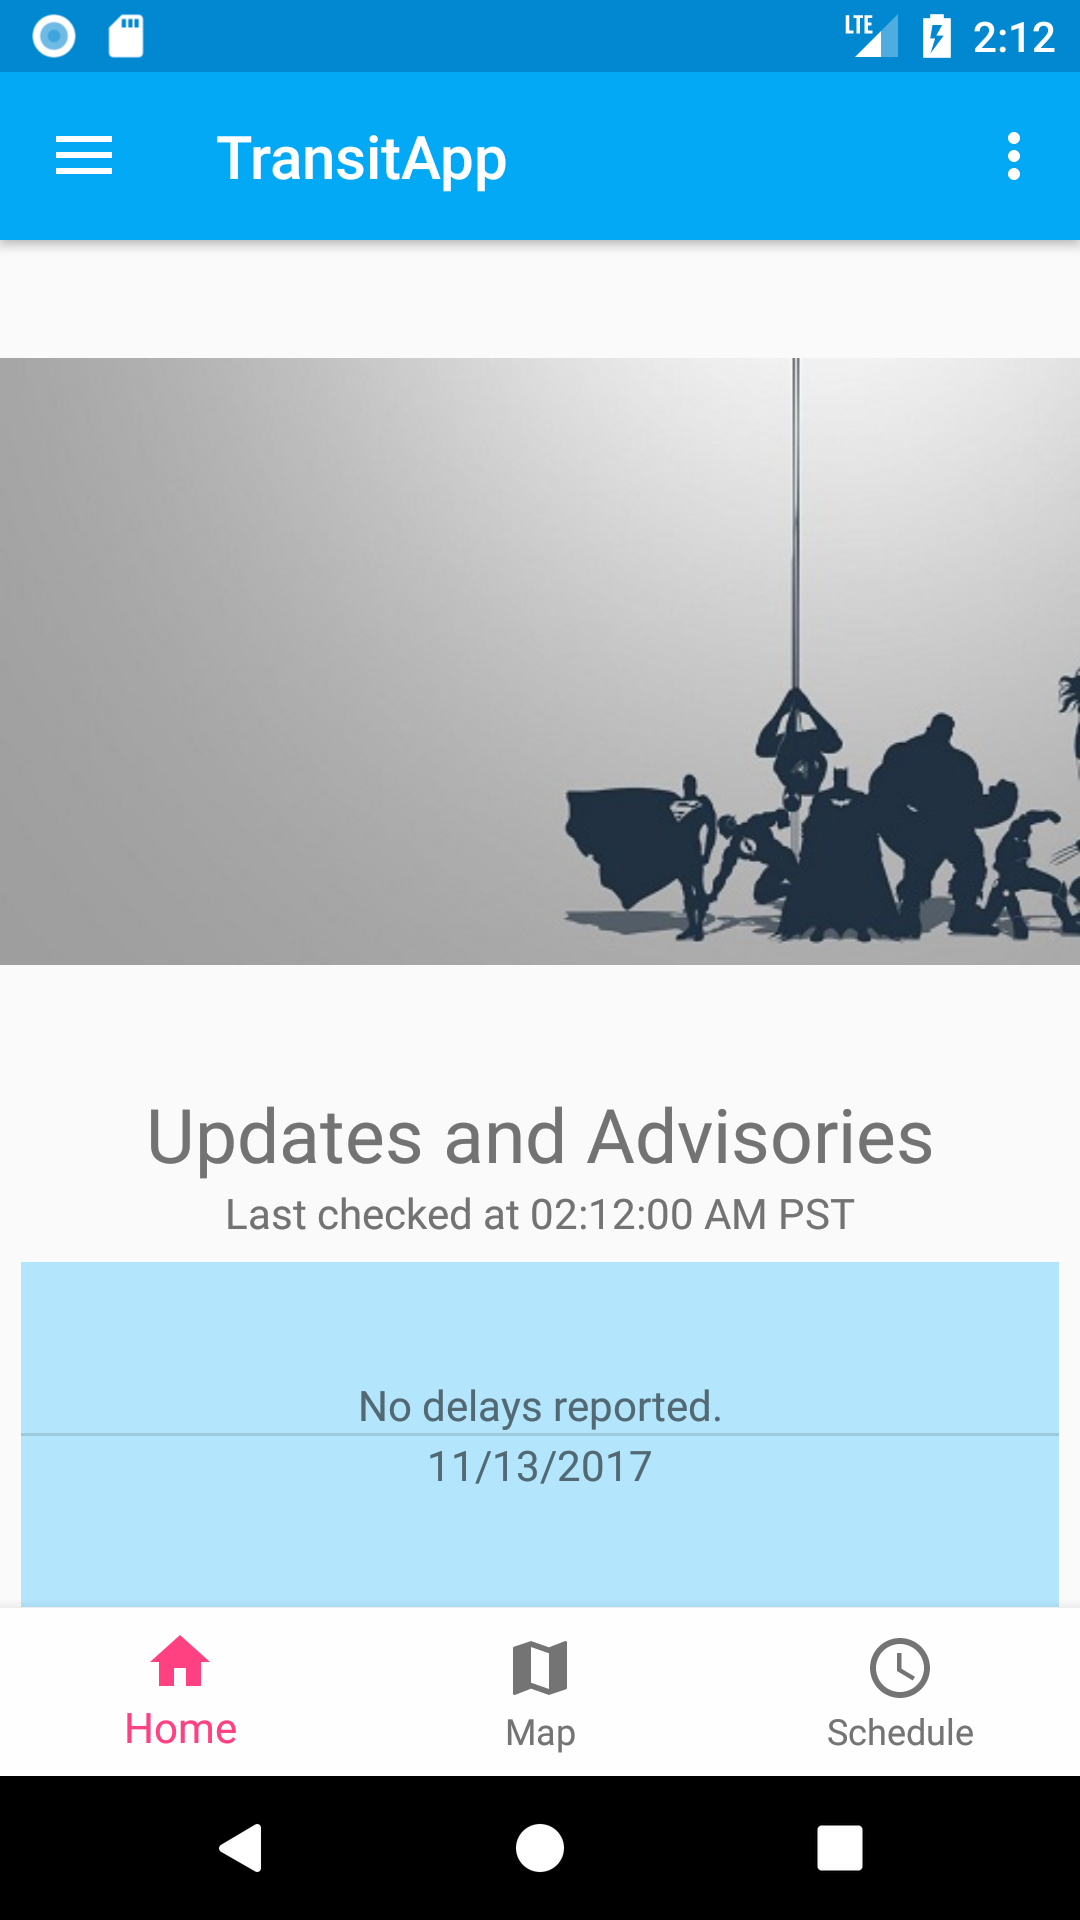 LTE 2:12
TransitApp
Updates and Advisories
Last checked at 02:12:00 AM PST
No delays reported.
11/13/2017
Home
Map
Schedule